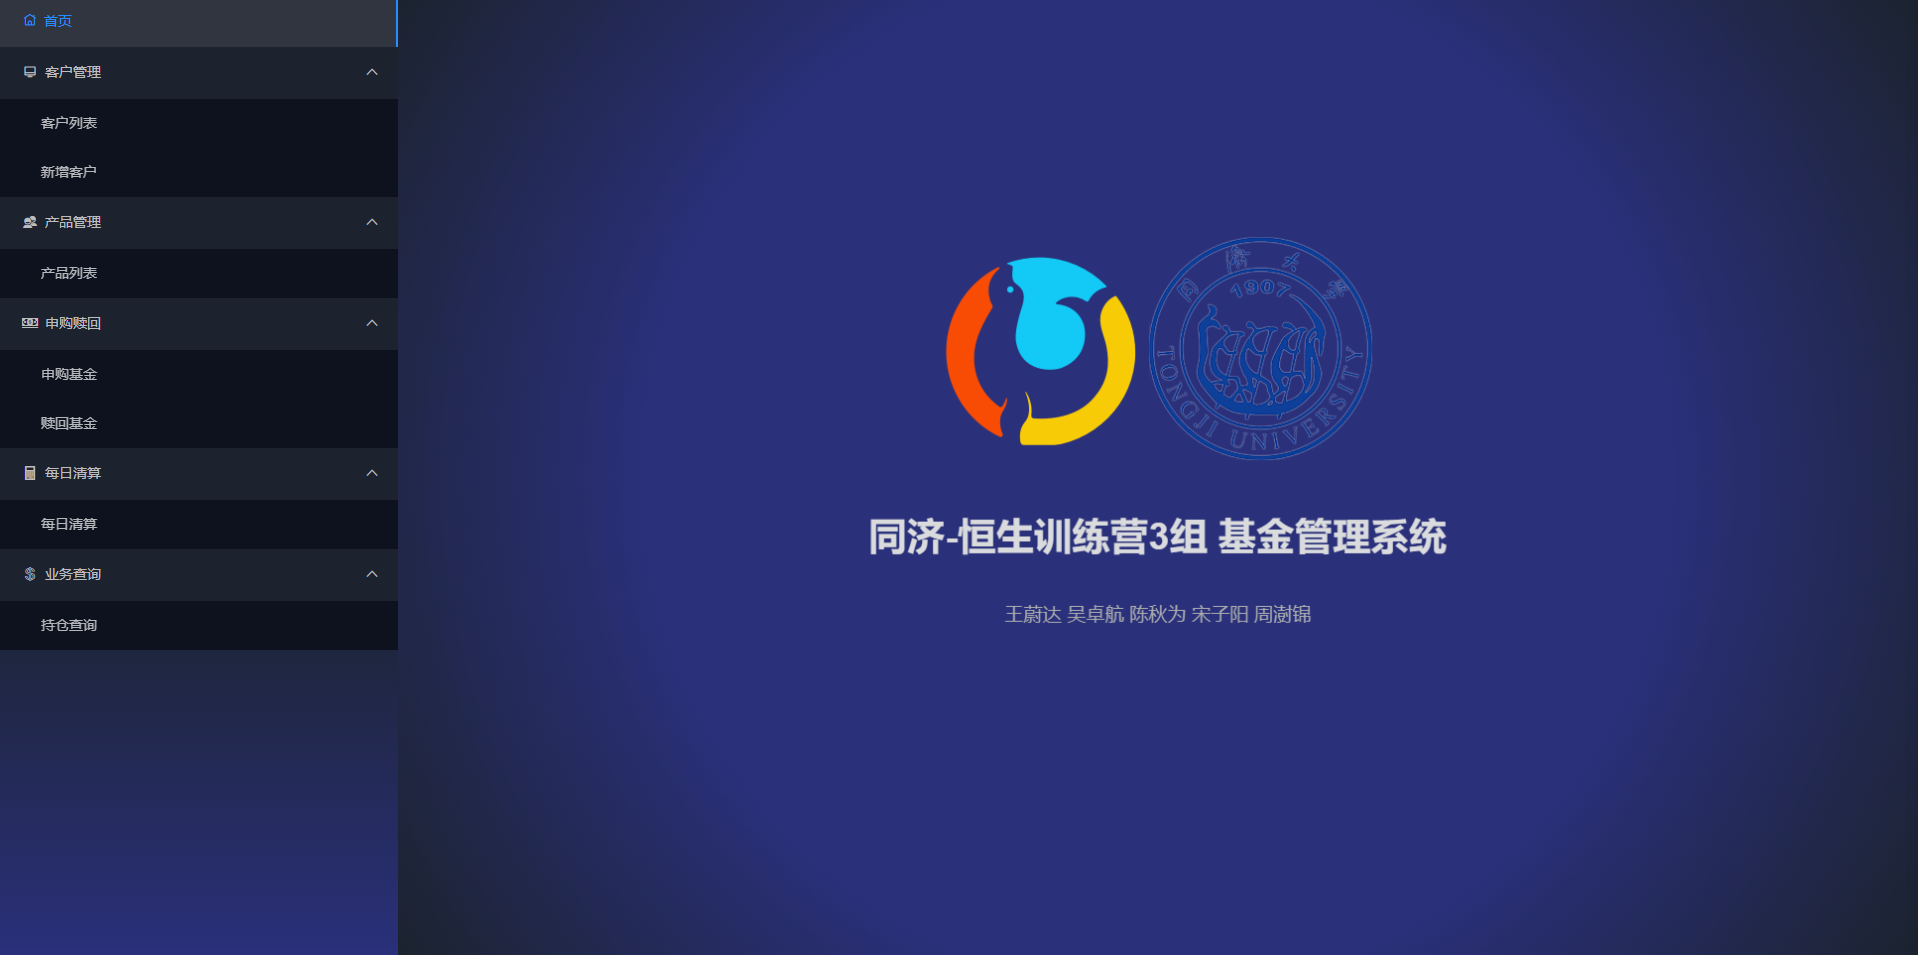 首页
客户管理
客户列表
新增客户
产品管理
产品列表
申购赎回
申购基金
赎回基金
每日清算
每日清算
业务查询
持仓查询
同济大学
1907
TONGJI UNIVERSITY
同济-恒生训练营3组 基金管理系统
王蔚达 吴卓航 陈秋为 宋子阳 周澍锦